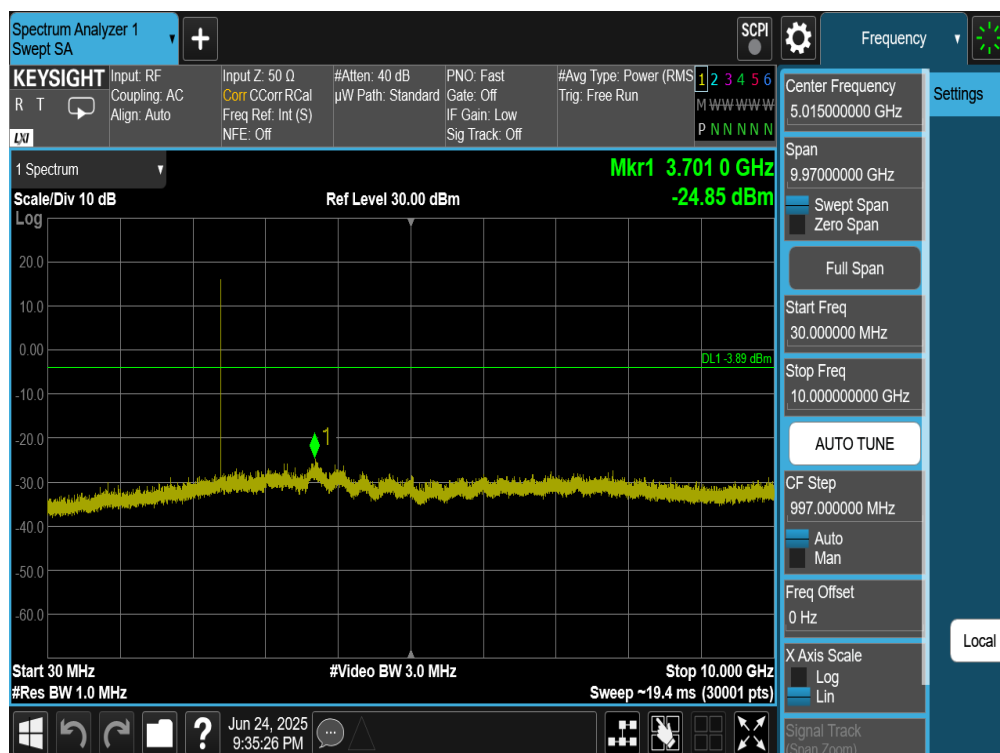 Spectrum Analyzer 1
Swept SA
+
SCPI
Frequency
KEYSIGHT
R T
LXI
Input: RF
Coupling: AC
Align: Auto
Input Z: 50 Ω
Corr CCorr RCal
Freq Ref: Int (S)
NFE: Off
#Atten: 40 dB
µW Path: Standard
PNO: Fast
Gate: Off
IF Gain: Low
Sig Track: Off
#Avg Type: Power (RMS
Trig: Free Run
1 2 3 4 5 6
M W W W W W
P N N N N N
1 Spectrum
Mkr1 3.701 0 GHz
-24.85 dBm
Scale/Div 10 dB
Ref Level 30.00 dBm
Log
20.0
10.0
0.00
DL1 -3.89 dBm
-10.0
-20.0
1
-30.0
-40.0
-50.0
-60.0
Start 30 MHz
#Video BW 3.0 MHz
Stop 10.000 GHz
#Res BW 1.0 MHz
Sweep ~19.4 ms (30001 pts)
?
Jun 24, 2025
9:35:26 PM
Center Frequency
5.015000000 GHz
Span
9.97000000 GHz
Swept Span
Zero Span
Full Span
Start Freq
30.000000 MHz
Stop Freq
10.000000000 GHz
AUTO TUNE
CF Step
997.000000 MHz
Auto
Man
Freq Offset
0 Hz
X Axis Scale
Log
Lin
Signal Track
(Span Zoom)
Settings
Local